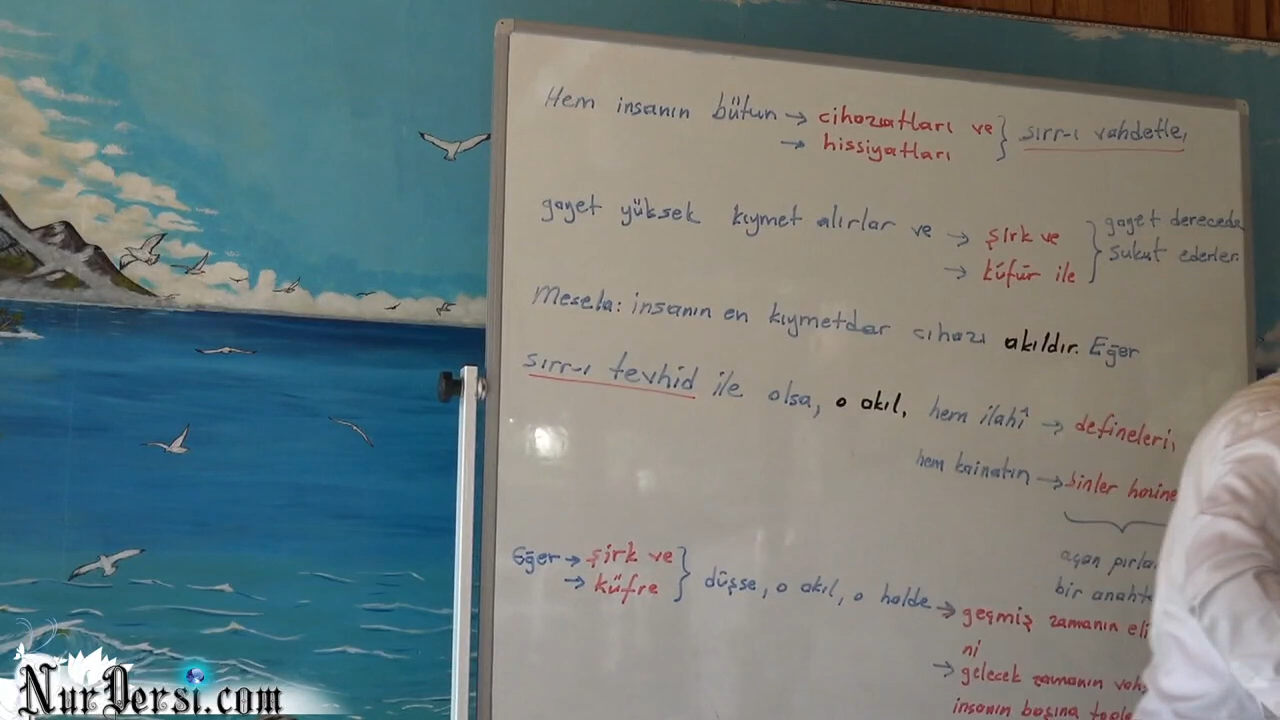 Hem insanın bütün → cihazatları ve } sırr-ı vahdetle,
→ hissiyatları
gayet yüksek kıymet alırlar ve → şirk ve } gayet derecede
→ küfür ile sukut ederler.
Mesela: insanın en kıymetdar cihazı akıldır. Eğer
sırr-ı tevhid ile olsa, o akıl, hem ilahî → defineleri,
hem kainatın → binler hazine
açan pırla
bir anahta
Eğer → şirk ve } düşse, o akıl, o halde → geçmiş zamanın eli
→ küfre
ni
→ gelecek zamanın vah
insanın başına topla
NurDersi.com